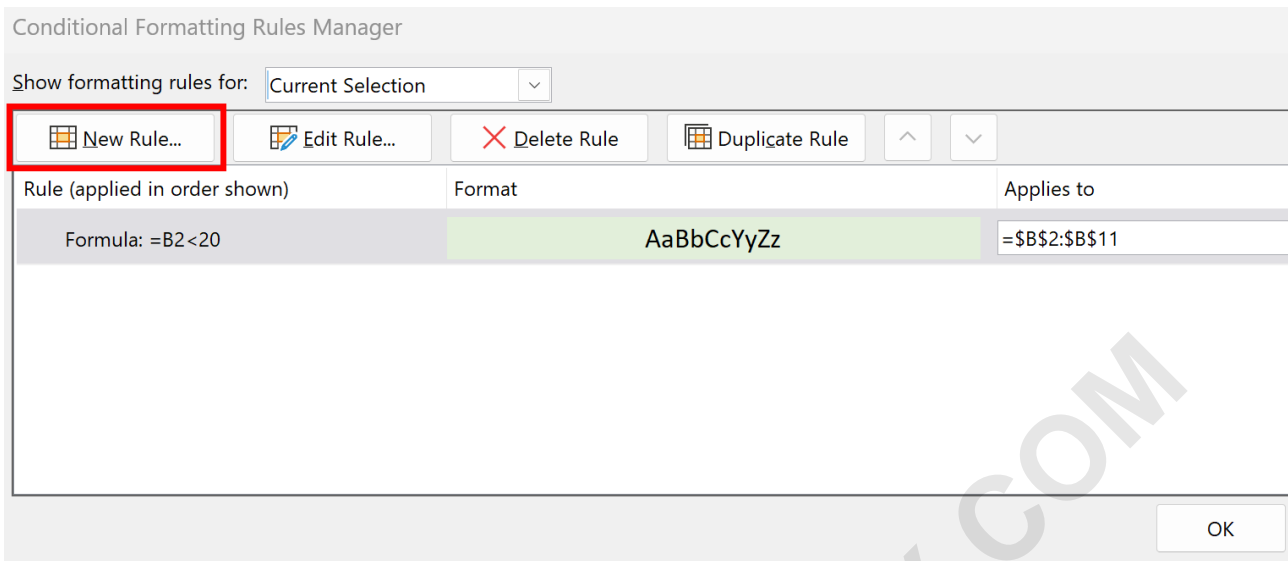 Conditional Formatting Rules Manager
Show formatting rules for: Current Selection
New Rule... Edit Rule... Delete Rule Duplicate Rule
Rule (applied in order shown) Format Applies to
Formula: =B2<20 AaBbCcYyZz =$B$2:$B$11
COM
OK